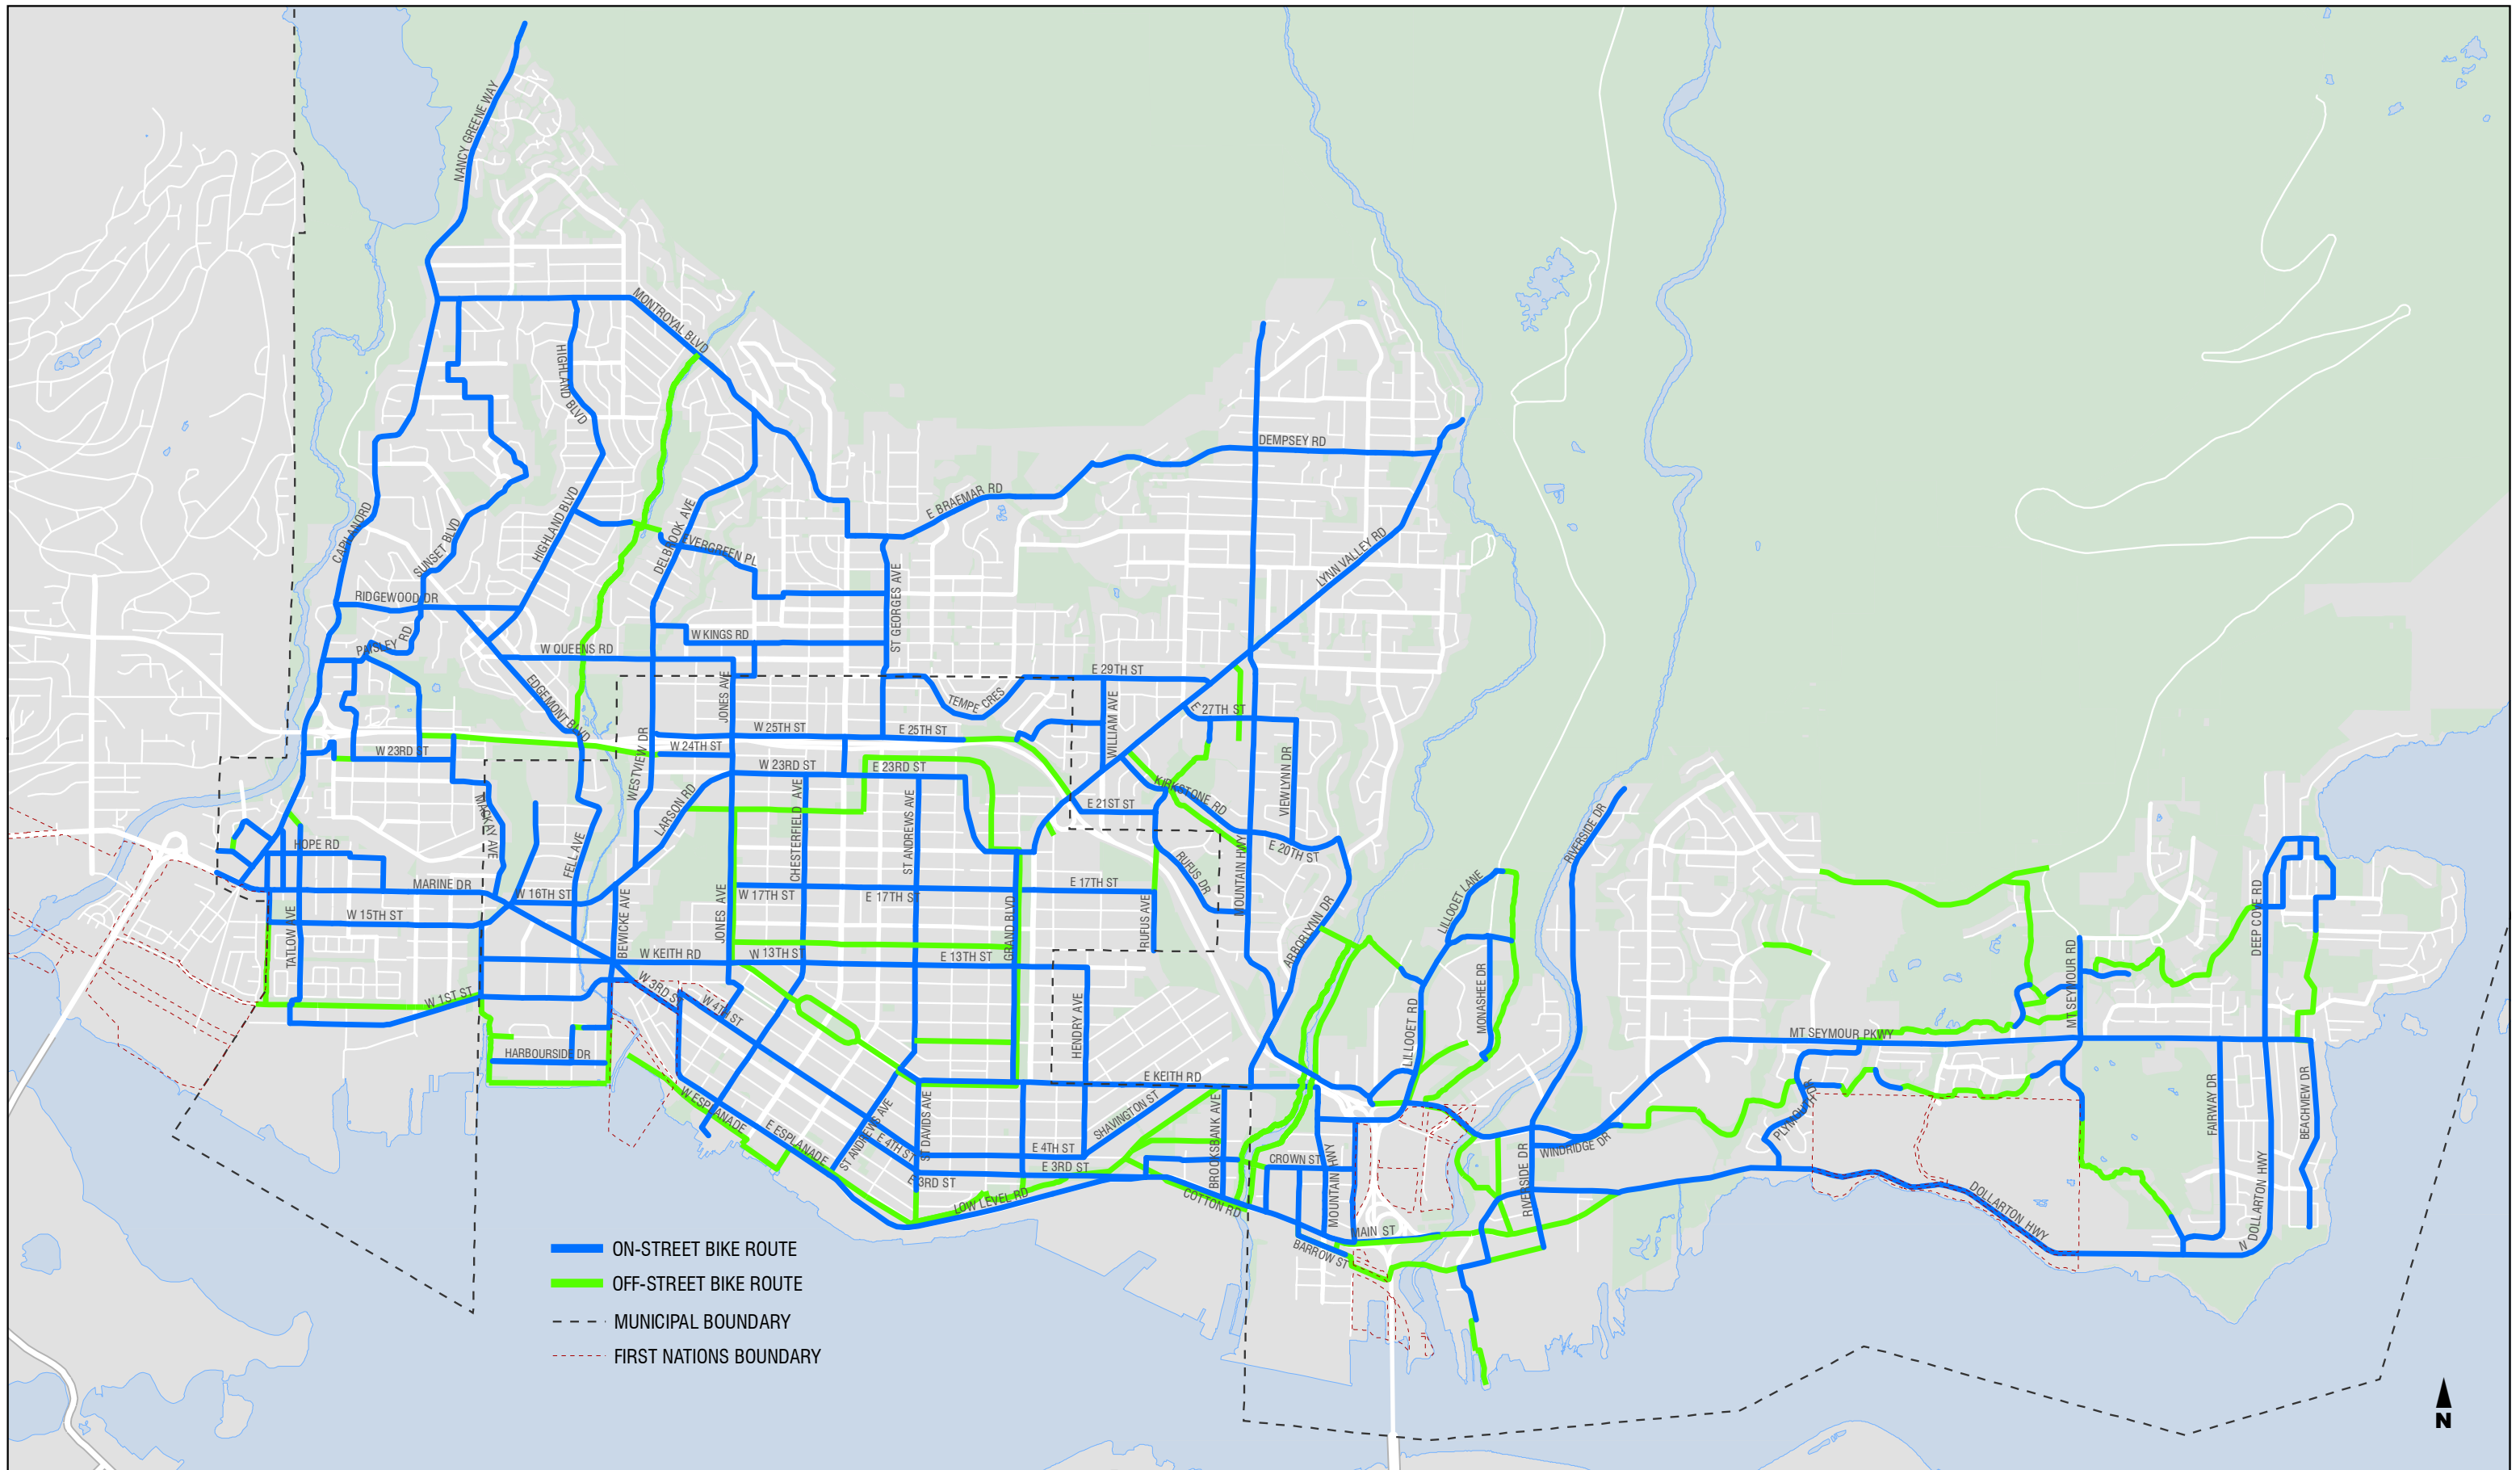 NANCY GREENE WAY
MONTROYAL BLVD
HIGHLAND BLVD
DEMPSEY RD
E BRAEMAR RD
CAPILANO RD
SUNSET BLVD
HIGHLAND BLVD
DELBROOK AVE
EVERGREEN PL
LYNN VALLEY RD
ST GEORGES AVE
RIDGEWOOD DR
PAISLEY RD
W KINGS RD
W QUEENS RD
EDGEMONT BLVD
JONES AVE
TEMPE CRES
E 29TH ST
WILLIAM AVE
E 27TH ST
W 25TH ST
E 25TH ST
W 24TH ST
W 23RD ST
WESTVIEW DR
W 23RD ST
E 23RD ST
VIEWLYNN DR
KIRKSTONE RD
E 21ST ST
LARSON RD
CHESTERFIELD AVE
ST ANDREWS AVE
MACKAY AVE
FELL AVE
HOPE RD
MARINE DR
W 16TH ST
W 15TH ST
TATLOW AVE
BEWICKE AVE
JONES AVE
W 17TH ST
E 17TH ST
E 17TH ST
GRAND BLVD
RUFUS AVE
RUFUS DR
MOUNTAIN HWY
E 20TH ST
ARBORLYNN DR
LILLOOET LANE
RIVERSIDE DR
DEEP COVE RD
W KEITH RD
W 13TH ST
E 13TH ST
W 1ST ST
W 3RD ST
W 4TH ST
HENDRY AVE
LILLOOET RD
MONASHEE DR
MT SEYMOUR RD
MT SEYMOUR PKWY
HARBOURSIDE DR
E KEITH RD
W ESPLANADE
E ESPLANADE
ST ANDREWS AVE
ST DAVIDS AVE
E 4TH ST
E 4TH ST
SHAVINGTON ST
BROOKSBANK AVE
E 3RD ST
E 3RD ST
LOW LEVEL RD
COTTON RD
CROWN ST
MOUNTAIN HWY
MAIN ST
BARROW ST
RIVERSIDE DR
WINDRIDGE DR
FAIRWAY DR
BEACHVIEW DR
DOLLARTON HWY
N DOLLARTON HWY
ON-STREET BIKE ROUTE
OFF-STREET BIKE ROUTE
MUNICIPAL BOUNDARY
FIRST NATIONS BOUNDARY
N